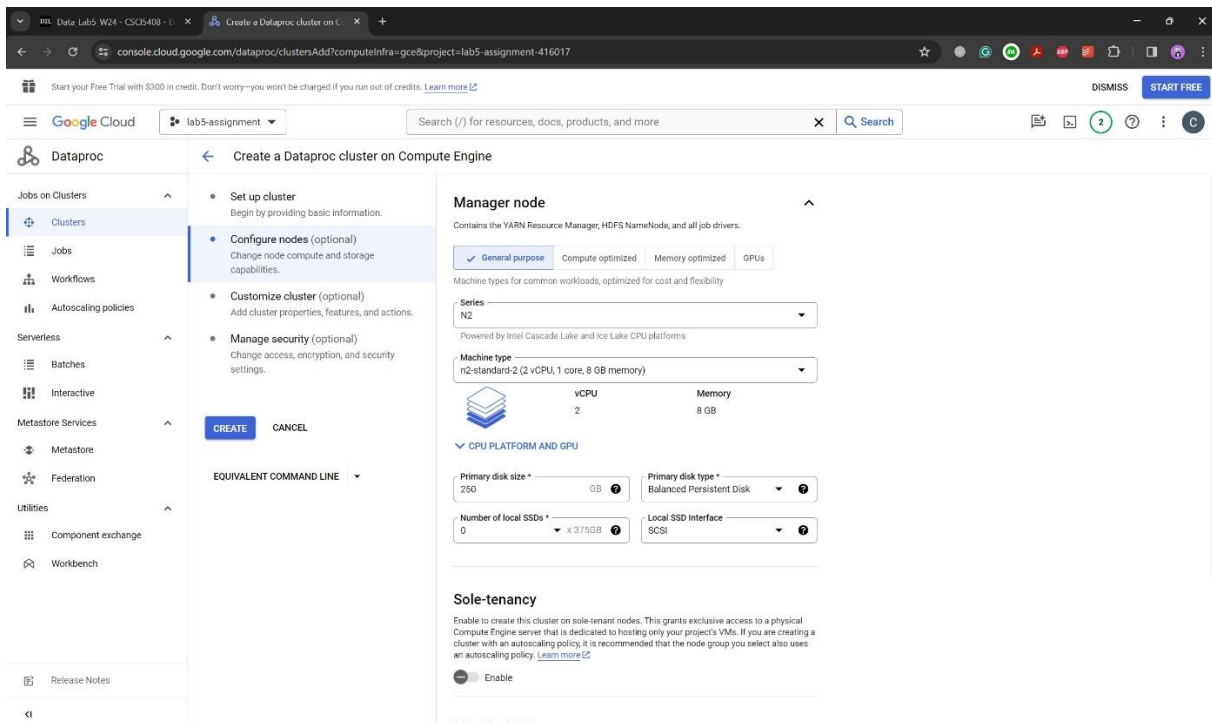 Data Lab5 W24 - CSCI5408 - D
Create a Dataproc cluster on Co
console.cloud.google.com/dataproc/clustersAdd?computeInfra=gce&project=lab5-assignment-416017
Start your Free Trial with $300 in credit. Don't worry—you won't be charged if you run out of credits. Learn more
DISMISS
START FREE
Google Cloud
lab5-assignment
Search (/) for resources, docs, products, and more
Search
2
C
Dataproc
Create a Dataproc cluster on Compute Engine
Jobs on Clusters
Clusters
Jobs
Workflows
Autoscaling policies
Serverless
Batches
Interactive
Metastore Services
Metastore
Federation
Utilities
Component exchange
Workbench
Release Notes
Set up cluster
Begin by providing basic information.
Configure nodes (optional)
Change node compute and storage
capabilities.
Customize cluster (optional)
Add cluster properties, features, and actions.
Manage security (optional)
Change access, encryption, and security
settings.
CREATE
CANCEL
EQUIVALENT COMMAND LINE
Manager node
Contains the YARN Resource Manager, HDFS NameNode, and all job drivers.
General purpose
Compute optimized
Memory optimized
GPUs
Machine types for common workloads, optimized for cost and flexibility
Series
N2
Powered by Intel Cascade Lake and Ice Lake CPU platforms
Machine type
n2-standard-2 (2 vCPU, 1 core, 8 GB memory)
vCPU
Memory
2
8 GB
CPU PLATFORM AND GPU
Primary disk size *
250
GB
Primary disk type *
Balanced Persistent Disk
Number of local SSDs *
0
x 375GB
Local SSD Interface
SCSI
Sole-tenancy
Enable to create this cluster on sole-tenant nodes. This grants exclusive access to a physical
Compute Engine server that is dedicated to hosting only your project's VMs. If you are creating a
cluster with an autoscaling policy, it is recommended that the node group you select also uses
an autoscaling policy. Learn more
Enable